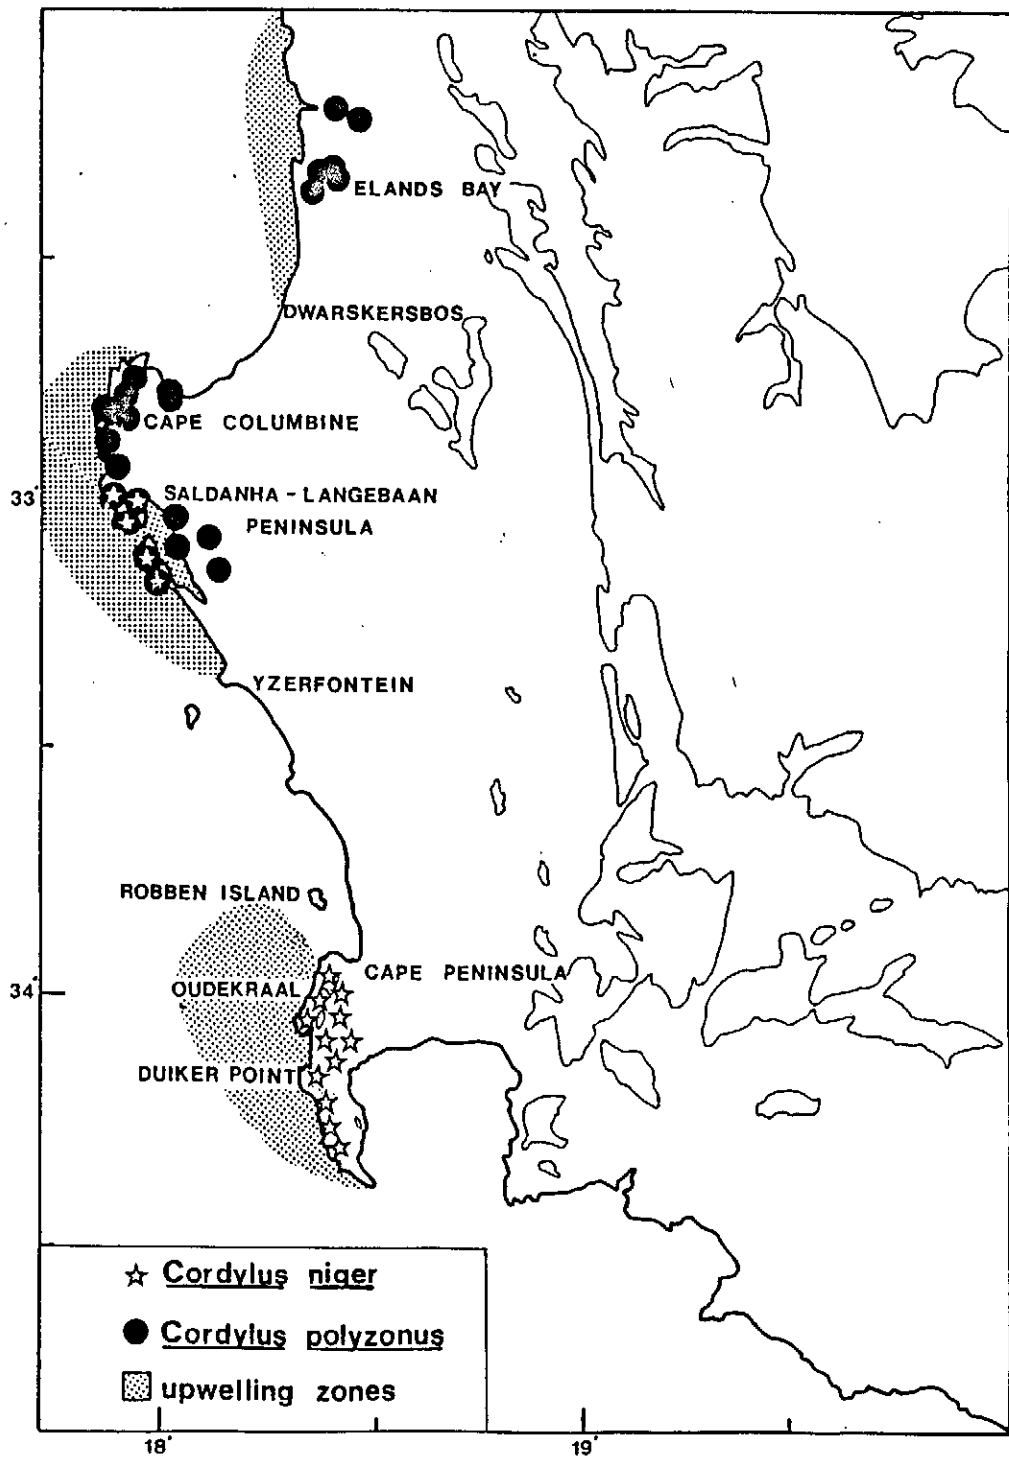 ELANDS BAY
DWARSKERSBOS
CAPE COLUMBINE
33°
SALDANHA-LANGEBAAN
PENINSULA
YZERFONTEIN
ROBBEN ISLAND
CAPE PENINSULA
OUDEKRAAL
34°
DUIKER POINT
Cordylus niger
Cordylus polyzonus
upwelling zones
18°
19°